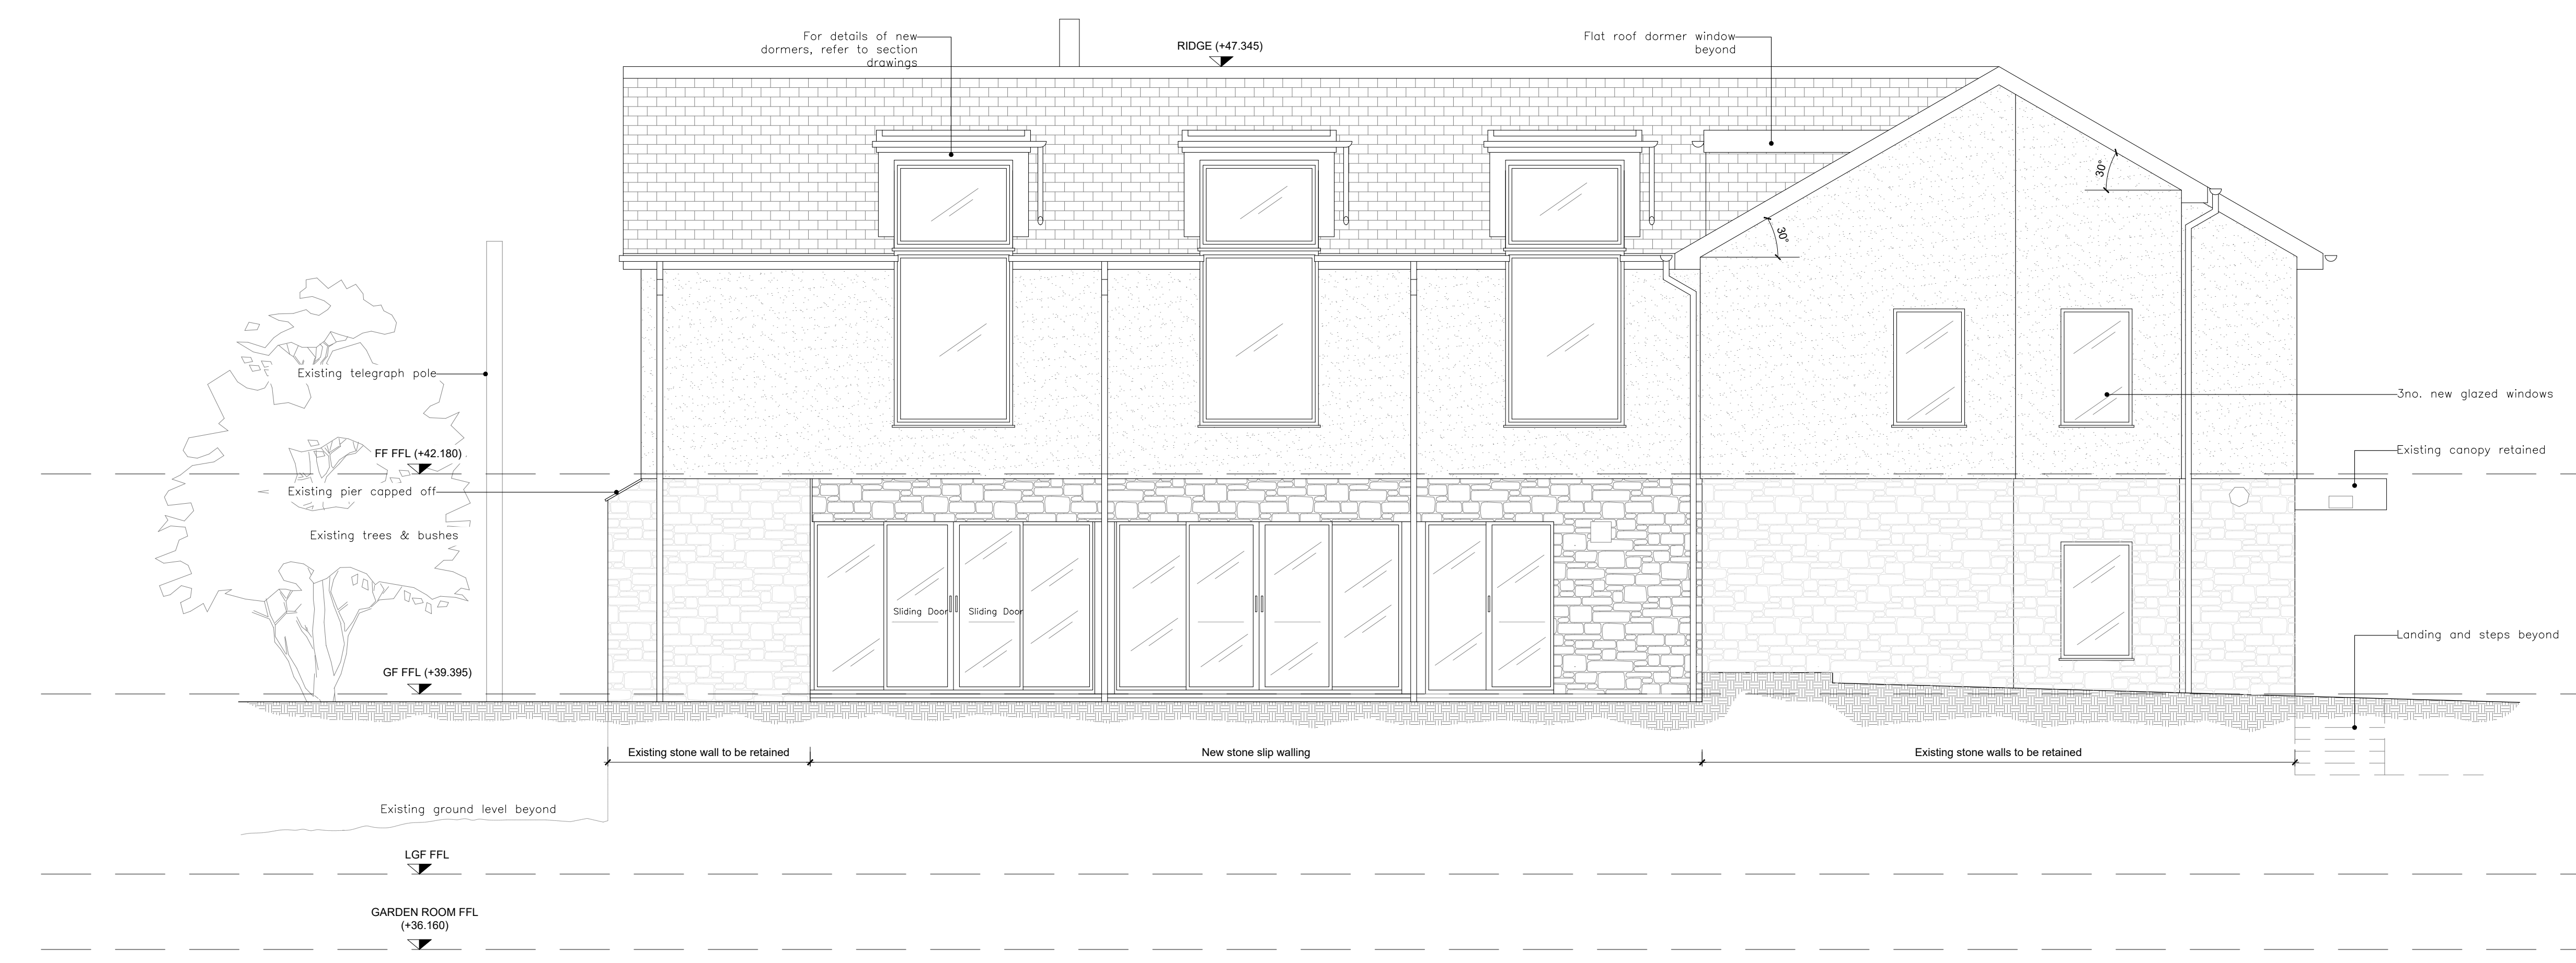 For details of new
dormers, refer to section
drawings
RIDGE (+47.345)
Flat roof dormer window
beyond
30°
30°
Existing telegraph pole
3no. new glazed windows
FF FFL (+42.180)
Existing canopy retained
Existing pier capped off
Existing trees & bushes
Sliding Door
Sliding Door
Landing and steps beyond
GF FFL (+39.395)
Existing stone wall to be retained
New stone slip walling
Existing stone walls to be retained
Existing ground level beyond
LGF FFL
GARDEN ROOM FFL
(+36.160)